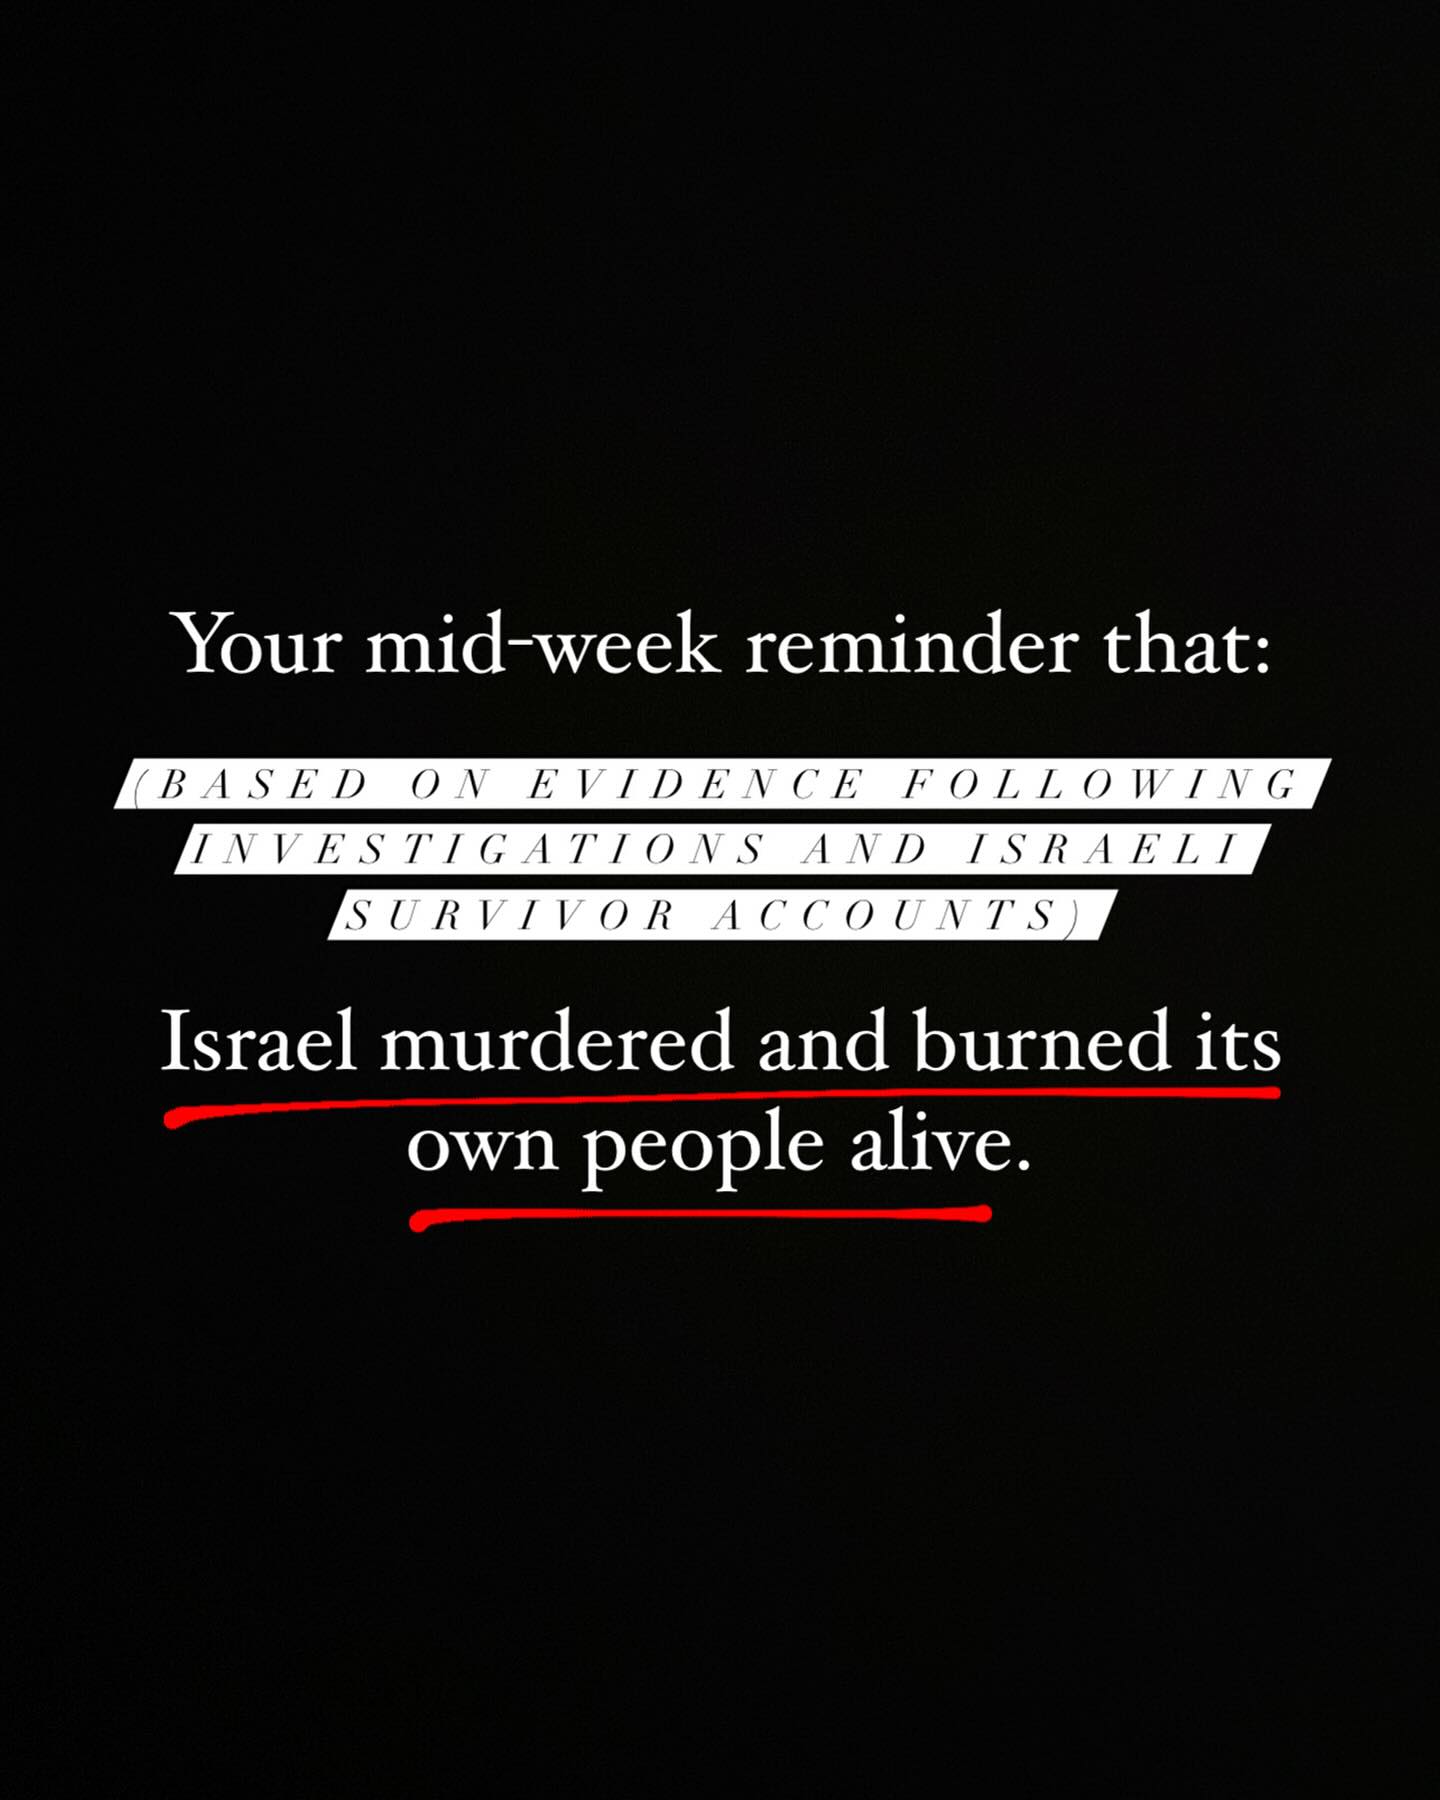 Your mid-week reminder that:
(BASED ON EVIDENCE FOLLOWING
INVESTIGATIONS AND ISRAELI
SURVIVOR ACCOUNTS)
Israel murdered and burned its
own people alive.